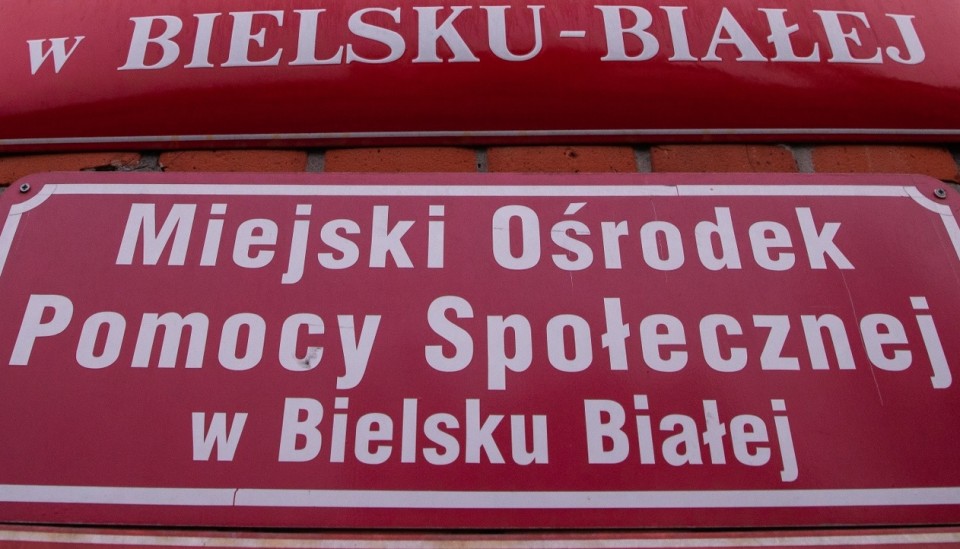 w BIELSKU-BIAŁEJ
Miejski Ośrodek
Pomocy Społecznej
w Bielsku Białej